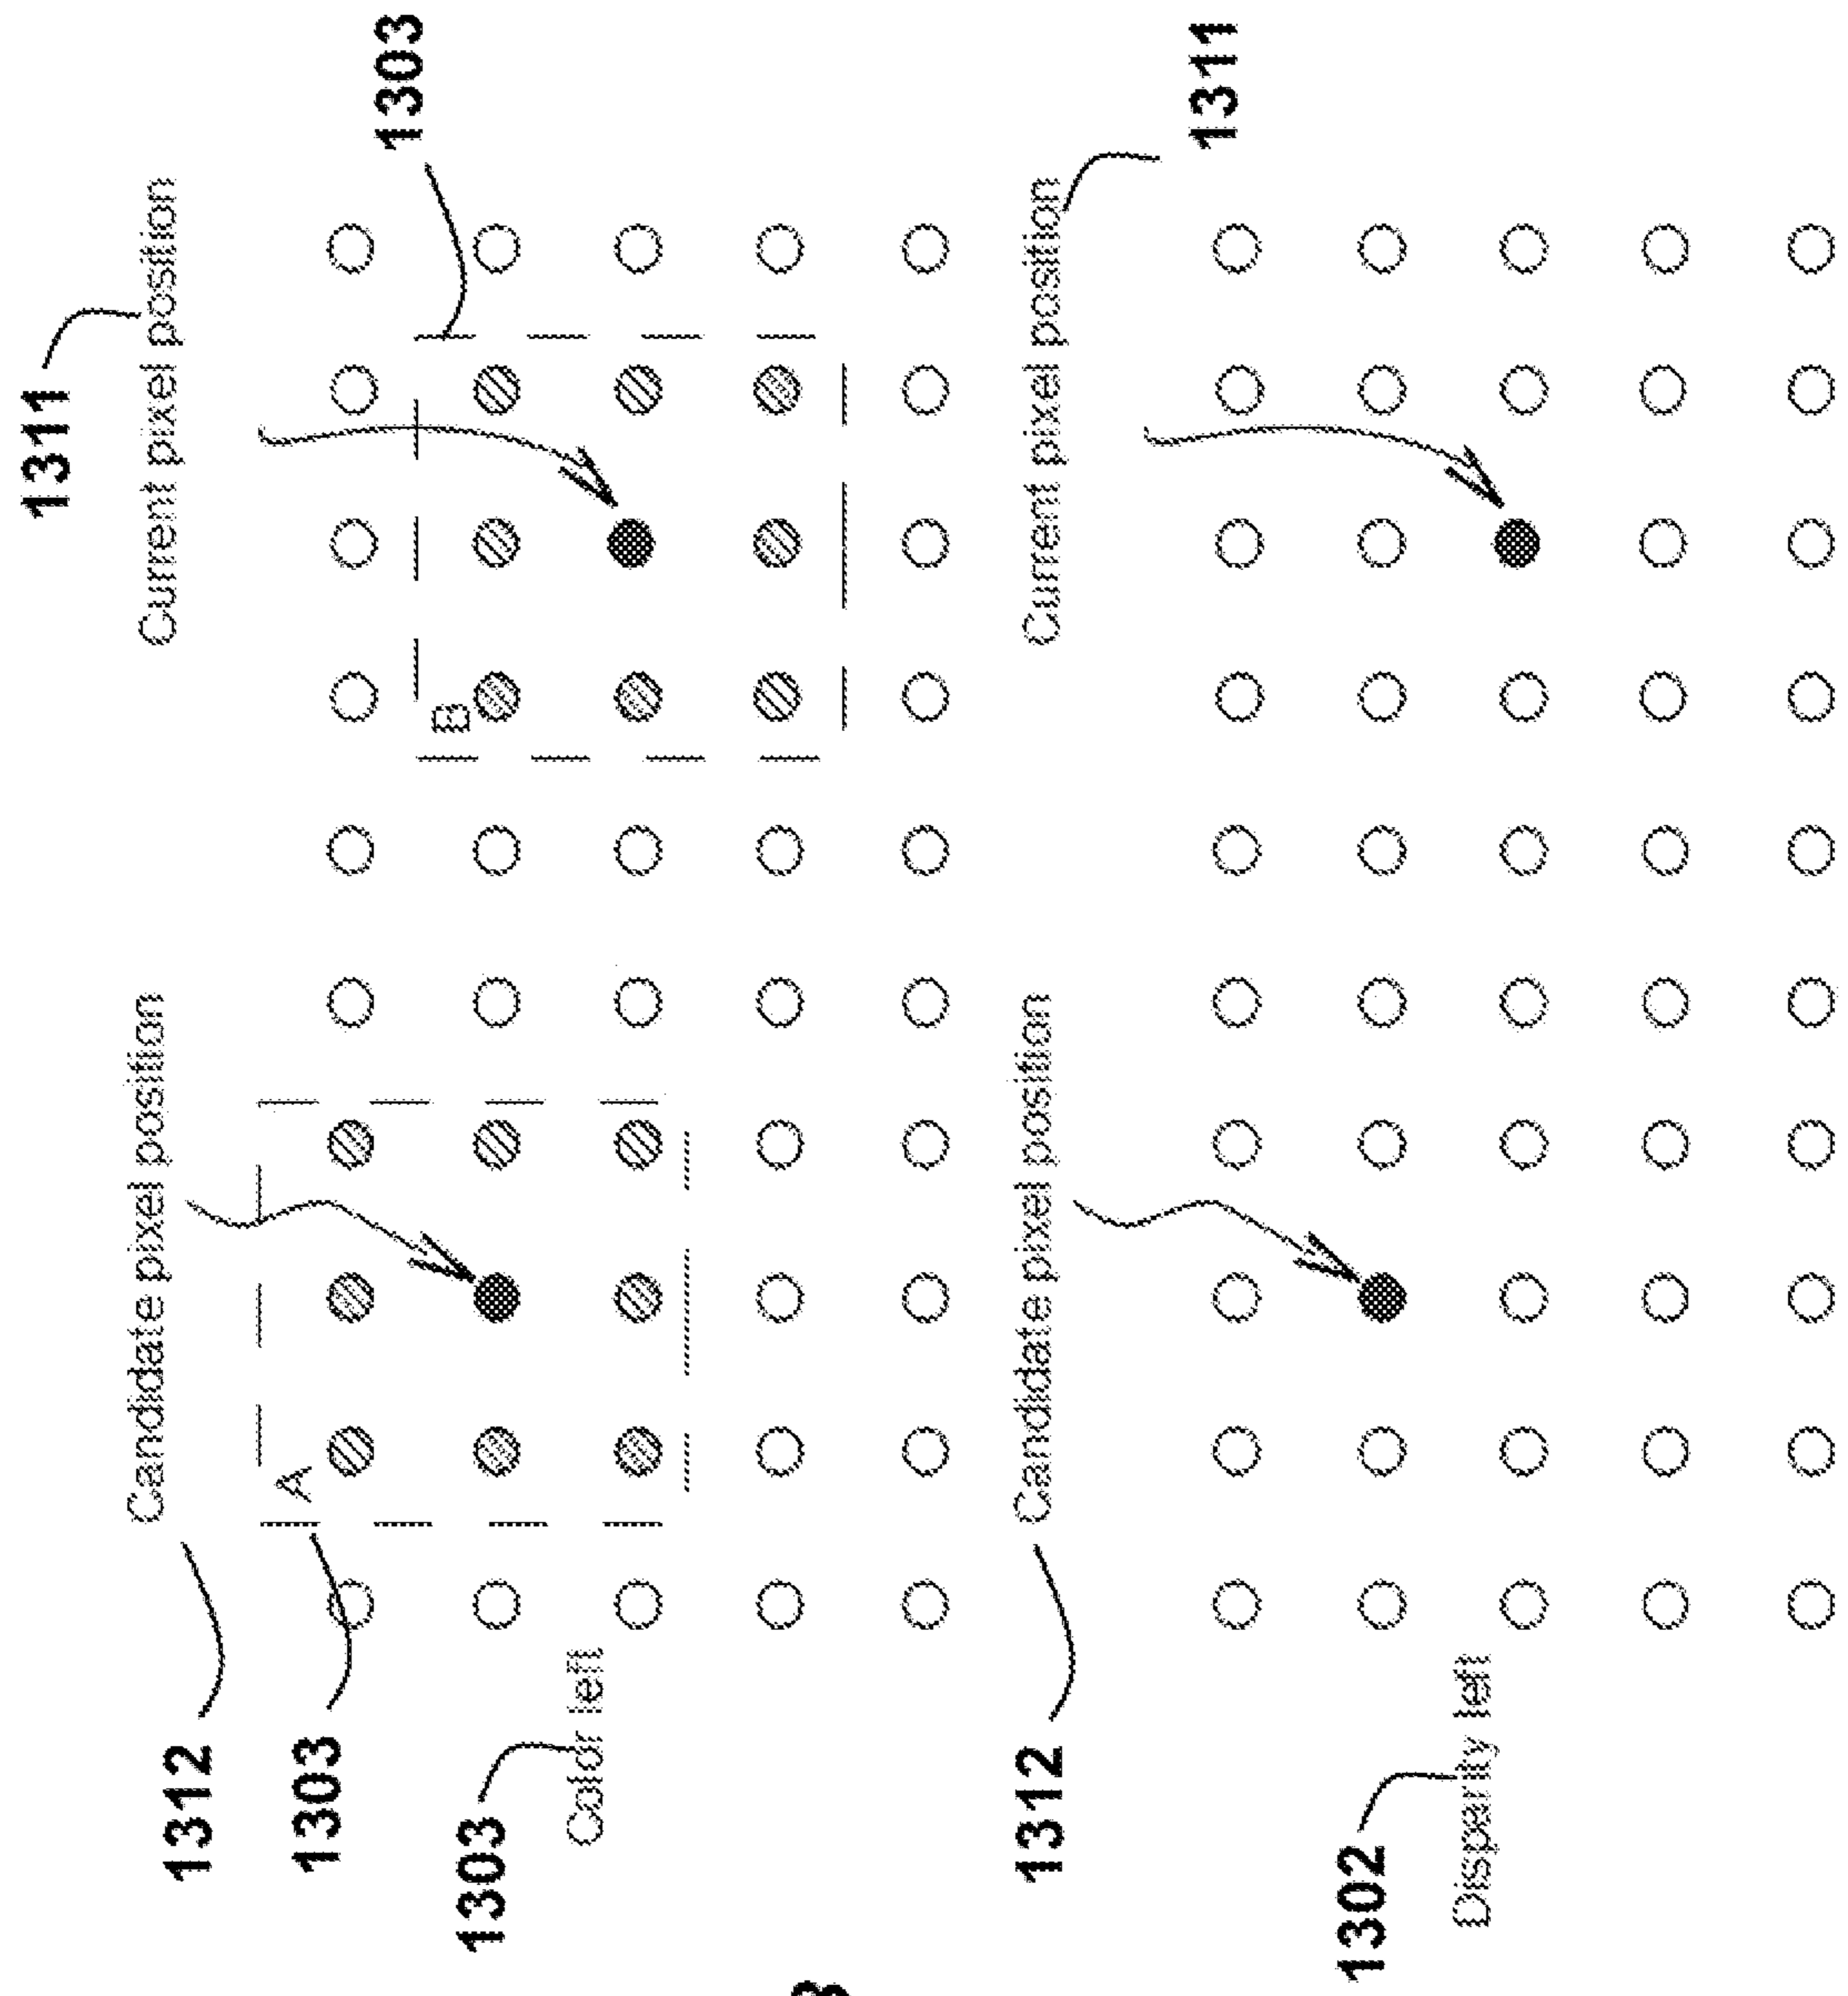 1311
Candidate pixel position
Current pixel position
1312
A
1303
1303
B
1303
Color left
Candidate pixel position
Current pixel position
1312
1311
1302
Disparity left